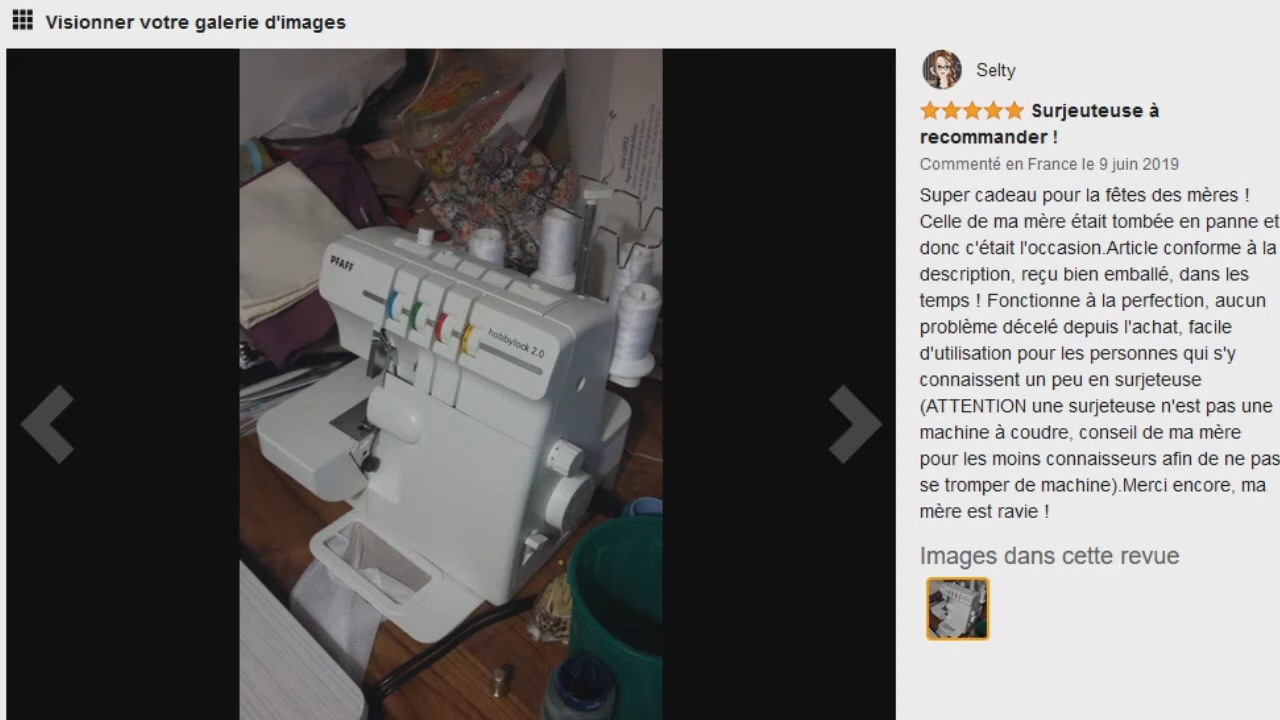 Visionner votre galerie d'images
PFAFF
hobbylock 2.0
Selty
Surjeuteuse à
recommander !
Commenté en France le 9 juin 2019
Super cadeau pour la fêtes des mères !
Celle de ma mère était tombée en panne et
donc c'était l'occasion.Article conforme à la
description, reçu bien emballé, dans les
temps ! Fonctionne à la perfection, aucun
problème décelé depuis l'achat, facile
d'utilisation pour les personnes qui s'y
connaissent un peu en surjeteuse
(ATTENTION une surjeteuse n'est pas une
machine à coudre, conseil de ma mère
pour les moins connaisseurs afin de ne pas
se tromper de machine).Merci encore, ma
mère est ravie !
Images dans cette revue